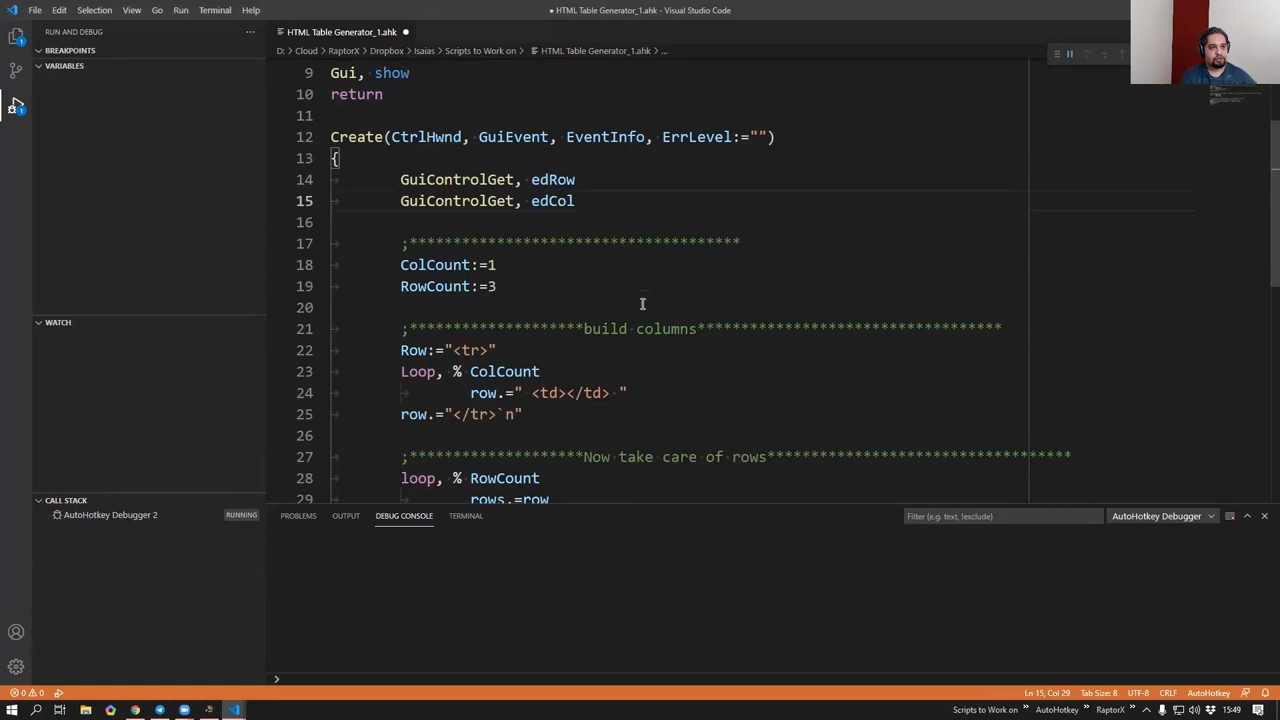 File Edit Selection View Go Run Terminal Help
● HTML Table Generator_1.ahk - Visual Studio Code
RUN AND DEBUG ···
HTML Table Generator_1.ahk ●
BREAKPOINTS
D: > Cloud > RaptorX > Dropbox > Isaias > Scripts to Work on > HTML Table Generator_1.ahk > ...
VARIABLES
9 Gui, show
10 return
11
12 Create(CtrlHwnd, GuiEvent, EventInfo, ErrLevel:="")
13 {
14 GuiControlGet, edRow
15 GuiControlGet, edCol
16
17 ;**************************************
18 ColCount:=1
19 RowCount:=3
20
21 ;********************build columns***********************************
22 Row:="<tr>"
23 Loop, % ColCount
24 row.=" <td></td> "
25 row.="</tr>`n"
26
27 ;********************Now take care of rows***********************************
28 loop, % RowCount
29 rows.=row
WATCH
CALL STACK
AutoHotkey Debugger 2 RUNNING
PROBLEMS OUTPUT DEBUG CONSOLE TERMINAL
Filter (e.g. text, !exclude)
AutoHotkey Debugger
>
0 0
Ln 15, Col 29 Tab Size: 8 UTF-8 CRLF AutoHotkey
Scripts to Work on AutoHotkey RaptorX 15:49